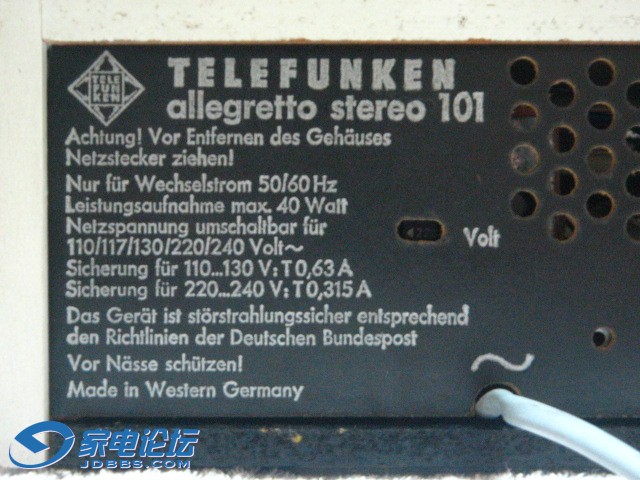 TELE
FUN
KEN
TELEFUNKEN
allegretto stereo 101
Achtung! Vor Entfernen des Gehäuses
Netzstecker ziehen!
Nur für Wechselstrom 50/60 Hz
Leistungsaufnahme max. 40 Watt
Netzspannung umschaltbar für
110/117/130/220/240 Volt~
Volt
Sicherung für 110...130 V: T 0,63 A
Sicherung für 220...240 V: T 0,315 A
Das Gerät ist störstrahlungssicher entsprechend
den Richtlinien der Deutschen Bundespost
Vor Nässe schützen!
~
Made in Western Germany
家电论坛
JDBBS.COM